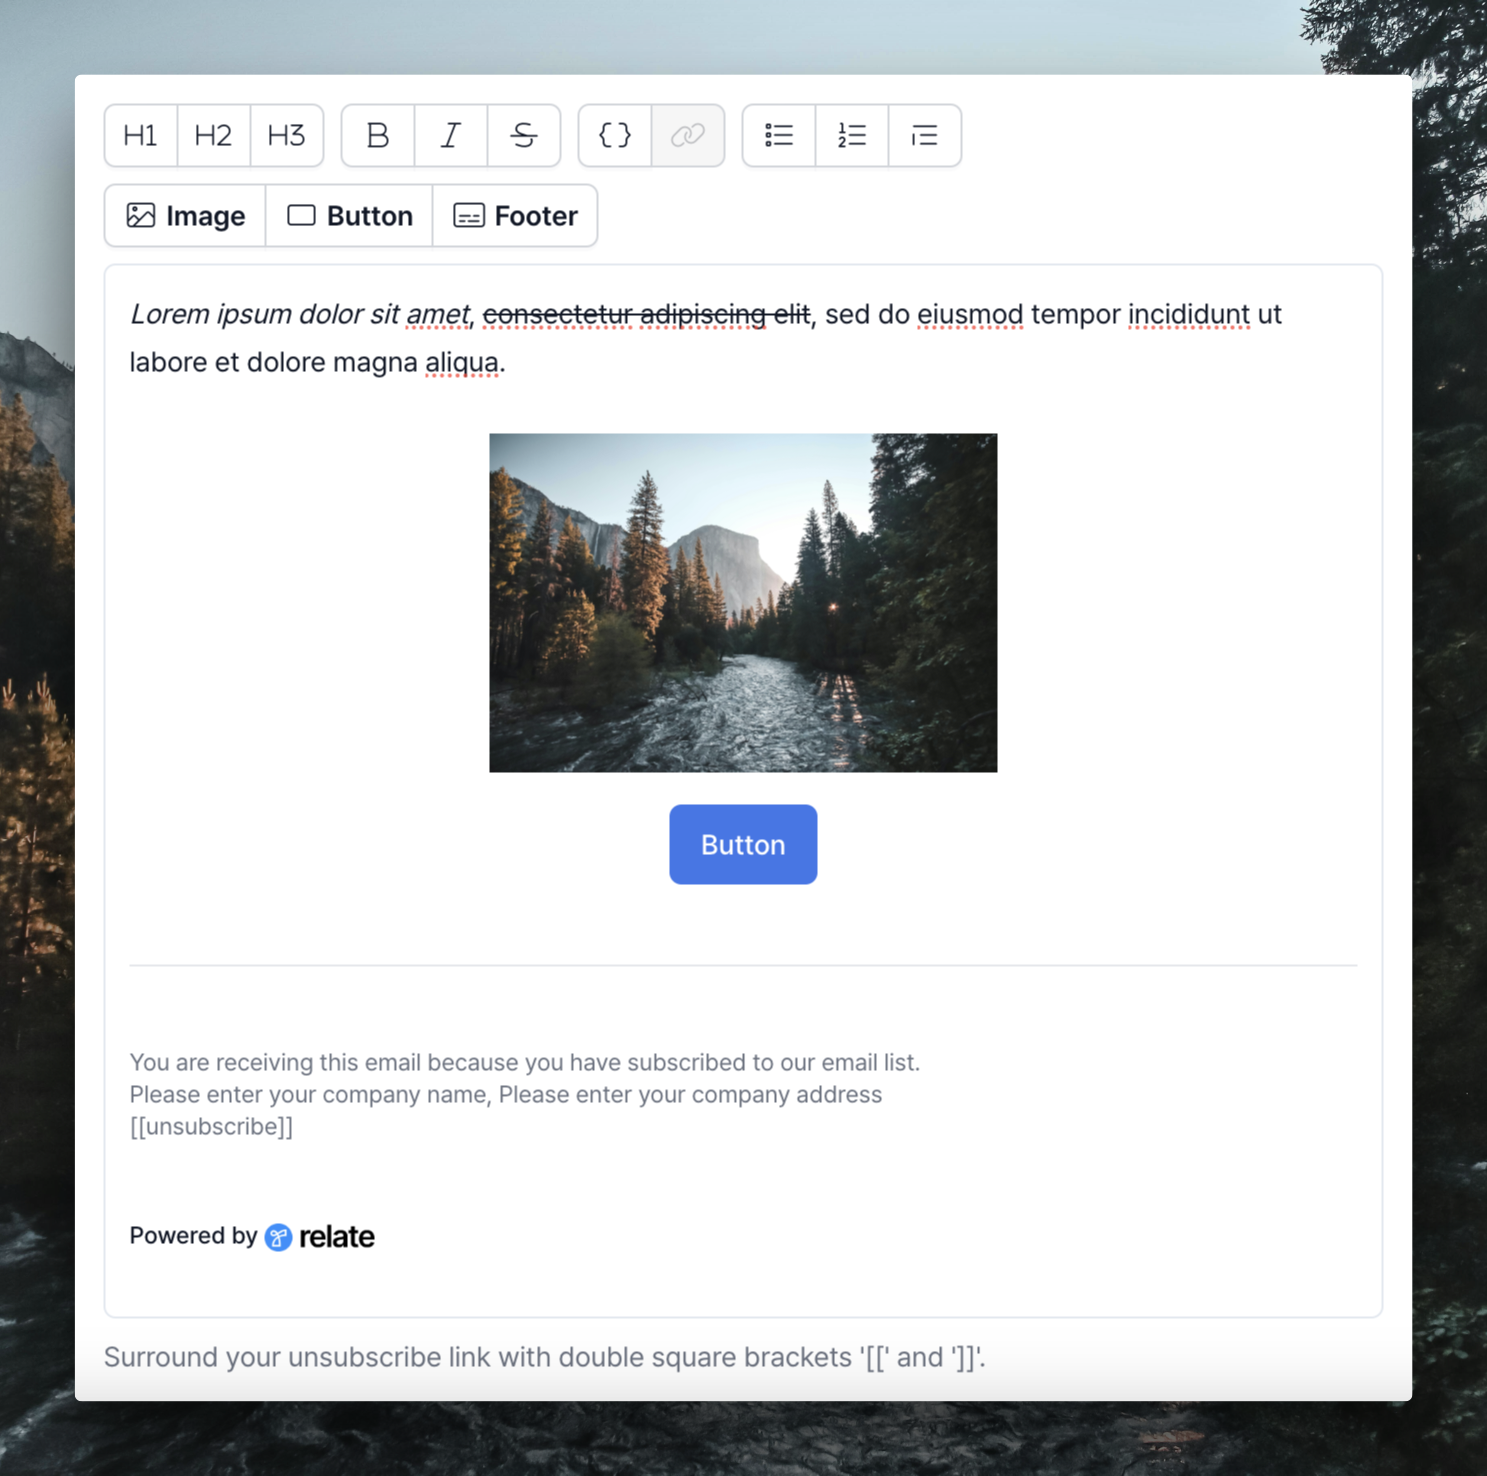 H1 H2 H3 B I S {}
Image Button Footer
Lorem ipsum dolor sit amet, consectetur adipiscing elit, sed do eiusmod tempor incididunt ut
labore et dolore magna aliqua.
Button
You are receiving this email because you have subscribed to our email list.
Please enter your company name, Please enter your company address
[[unsubscribe]]
Powered by relate
Surround your unsubscribe link with double square brackets '[[' and ']]'.